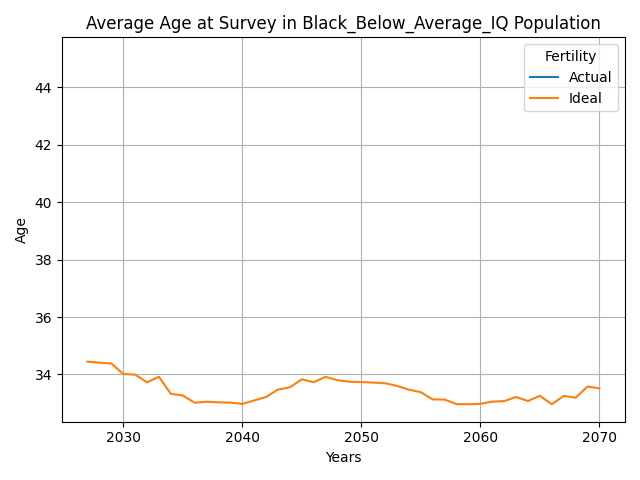 Average Age at Survey in Black_Below_Average_IQ Population
Fertility
Actual
Ideal
44
42
40
38
36
34
Age
2030 2040 2050 2060 2070
Years